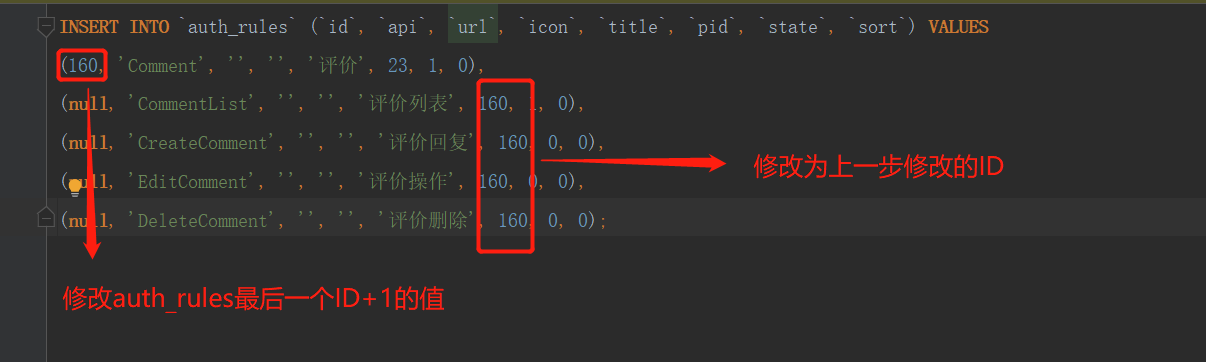 INSERT INTO `auth_rules` (`id`, `api`, `url`, `icon`, `title`, `pid`, `state`, `sort`) VALUES
(160, 'Comment', '', '', '评价', 23, 1, 0),
(null, 'CommentList', '', '', '评价列表', 160, 1, 0),
(null, 'CreateComment', '', '', '评价回复', 160, 0, 0),
修改为上一步修改的ID
(null, 'EditComment', '', '', '评价操作', 160, 0, 0),
(null, 'DeleteComment', '', '', '评价删除', 160, 0, 0);
修改auth_rules最后一个ID+1的值